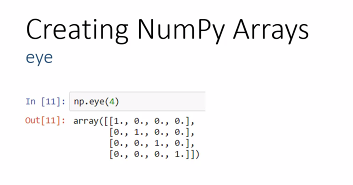 Creating NumPy Arrays
eye
In [11]: np.eye(4)
Out[11]: array([[1., 0., 0., 0.],
[0., 1., 0., 0.],
[0., 0., 1., 0.],
[0., 0., 0., 1.]])